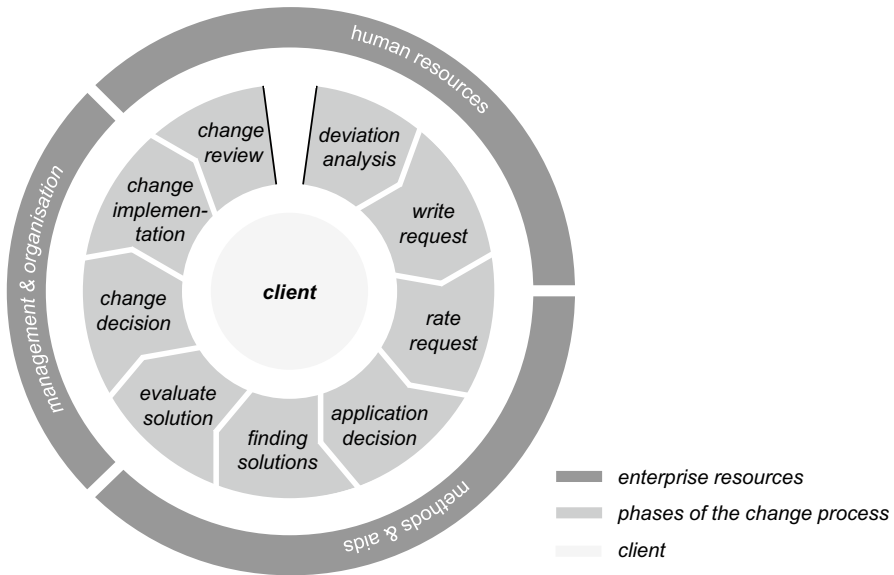 human resources
management & organisation
methods & aids
deviation
analysis
write
request
rate
request
application
decision
finding
solutions
evaluate
solution
change
decision
change
implemen-
tation
change
review
client
enterprise resources
phases of the change process
client